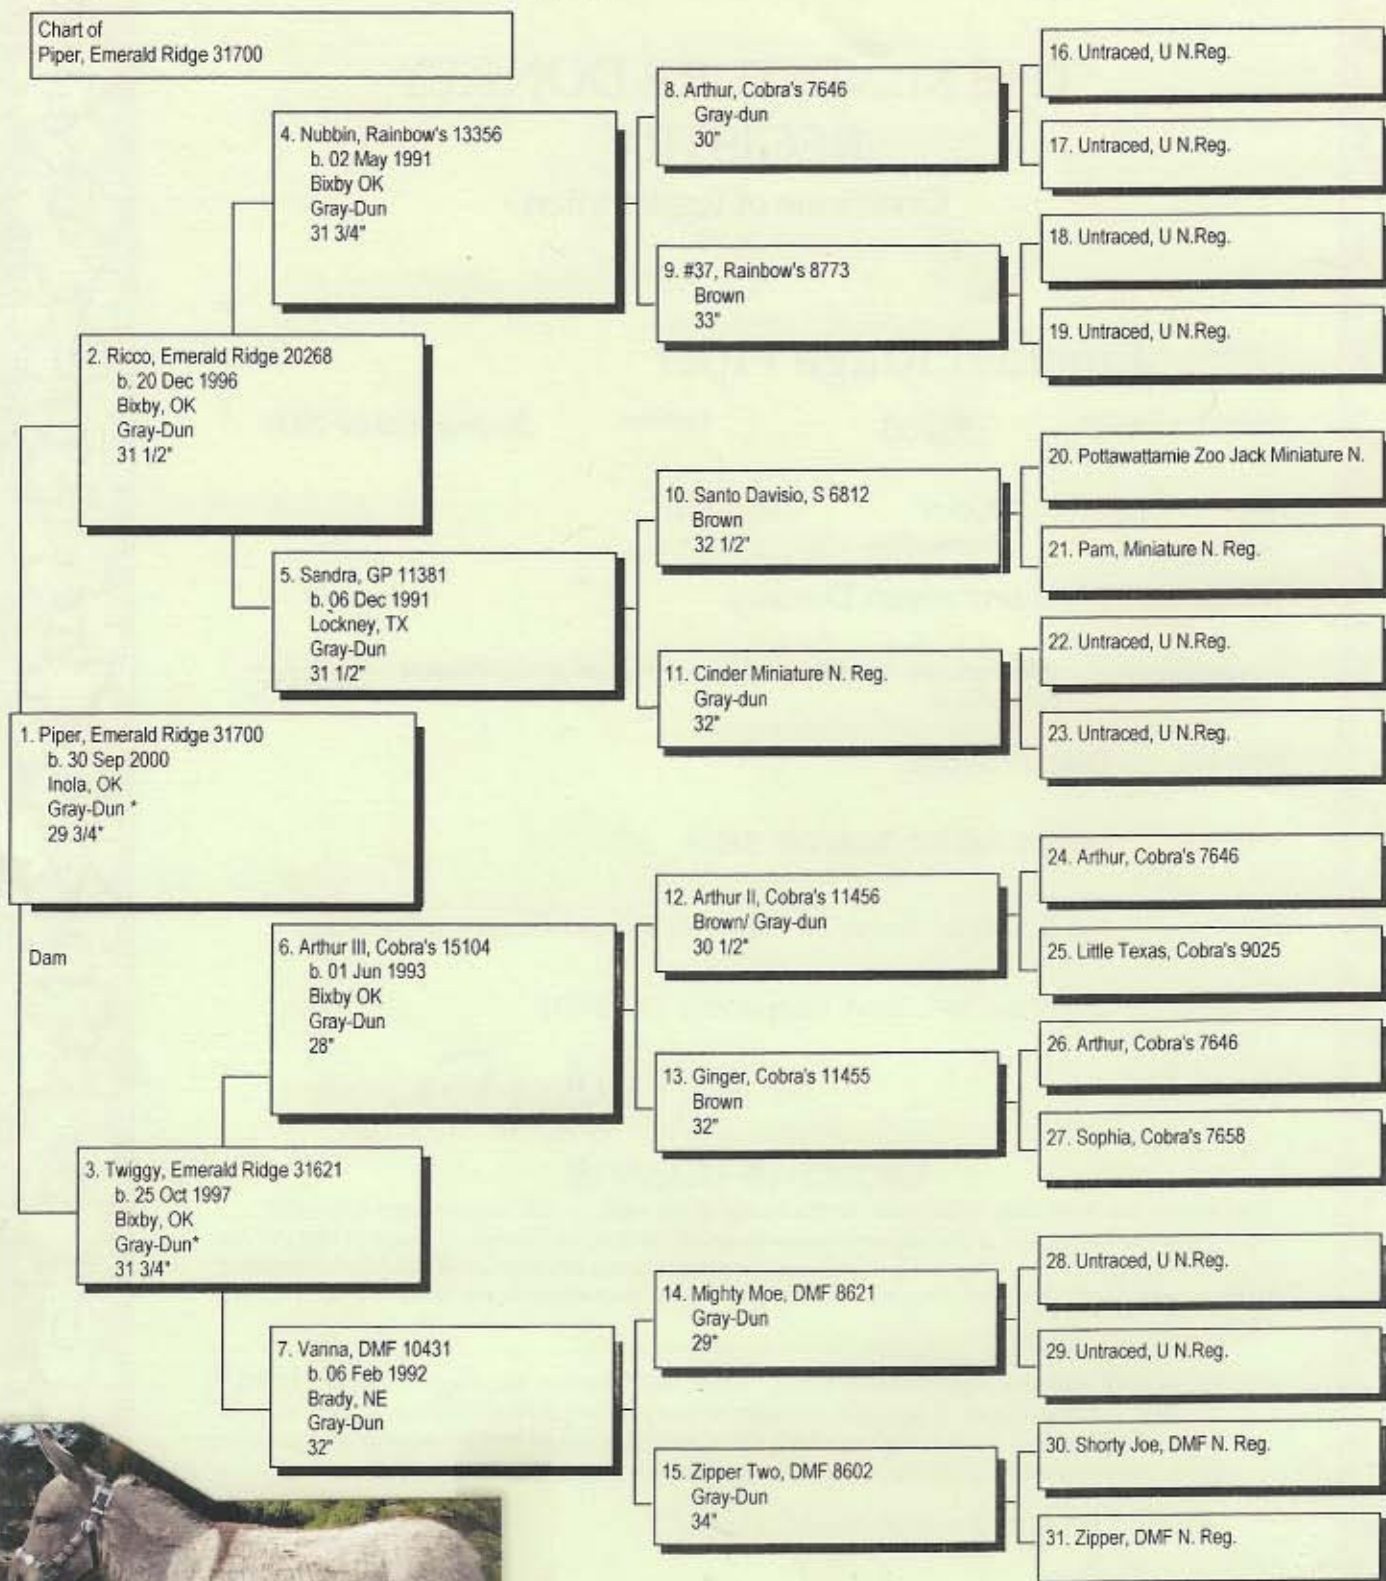 Chart of
Piper, Emerald Ridge 31700
1. Piper, Emerald Ridge 31700
b. 30 Sep 2000
Inola, OK
Gray-Dun *
29 3/4"
Dam
2. Ricco, Emerald Ridge 20268
b. 20 Dec 1996
Bixby, OK
Gray-Dun
31 1/2"
3. Twiggy, Emerald Ridge 31621
b. 25 Oct 1997
Bixby, OK
Gray-Dun*
31 3/4"
4. Nubbin, Rainbow's 13356
b. 02 May 1991
Bixby OK
Gray-Dun
31 3/4"
5. Sandra, GP 11381
b. 06 Dec 1991
Lockney, TX
Gray-Dun
31 1/2"
6. Arthur III, Cobra's 15104
b. 01 Jun 1993
Bixby OK
Gray-Dun
28"
7. Vanna, DMF 10431
b. 06 Feb 1992
Brady, NE
Gray-Dun
32"
8. Arthur, Cobra's 7646
Gray-dun
30"
9. #37, Rainbow's 8773
Brown
33"
10. Santo Davisio, S 6812
Brown
32 1/2"
11. Cinder Miniature N. Reg.
Gray-dun
32"
12. Arthur II, Cobra's 11456
Brown/ Gray-dun
30 1/2"
13. Ginger, Cobra's 11455
Brown
32"
14. Mighty Moe, DMF 8621
Gray-Dun
29"
15. Zipper Two, DMF 8602
Gray-Dun
34"
16. Untraced, U N.Reg.
17. Untraced, U N.Reg.
18. Untraced, U N.Reg.
19. Untraced, U N.Reg.
20. Pottawattamie Zoo Jack Miniature N.
21. Pam, Miniature N. Reg.
22. Untraced, U N.Reg.
23. Untraced, U N.Reg.
24. Arthur, Cobra's 7646
25. Little Texas, Cobra's 9025
26. Arthur, Cobra's 7646
27. Sophia, Cobra's 7658
28. Untraced, U N.Reg.
29. Untraced, U N.Reg.
30. Shorty Joe, DMF N. Reg.
31. Zipper, DMF N. Reg.